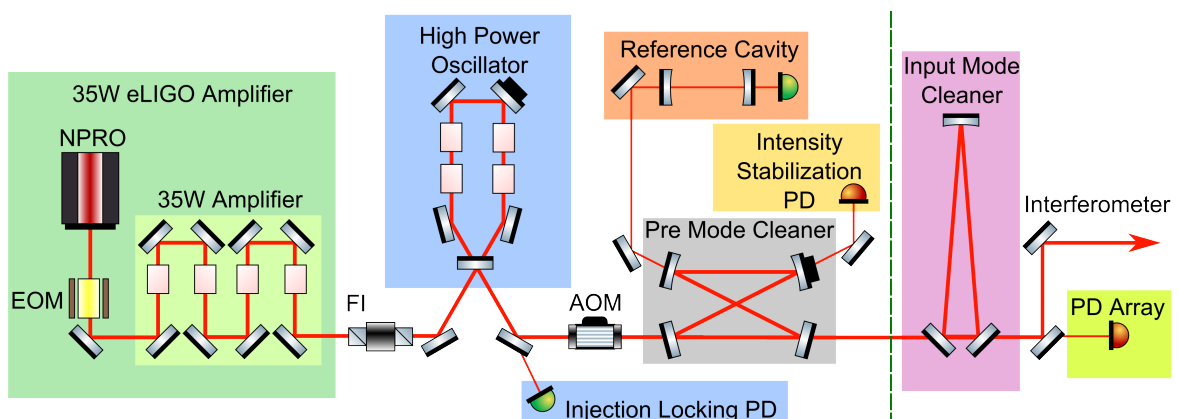 35W eLIGO Amplifier
NPRO
35W Amplifier
EOM
FI
High Power
Oscillator
Injection Locking PD
AOM
Reference Cavity
Intensity
Stabilization
PD
Pre Mode Cleaner
Input Mode
Cleaner
Interferometer
PD Array